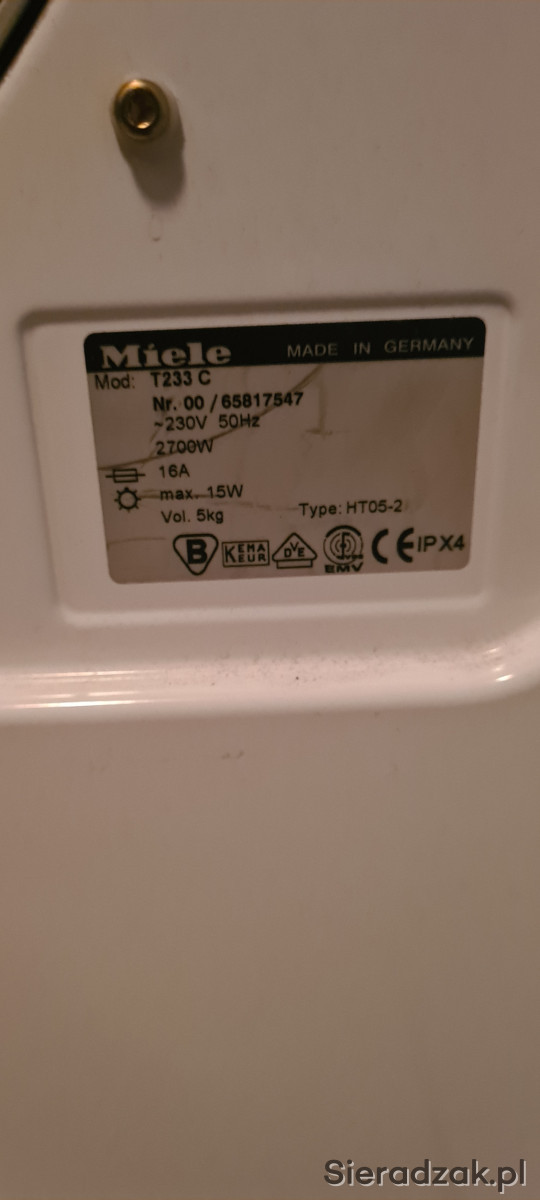 Miele MADE IN GERMANY
Mod: T233 C
Nr. 00 / 65817547
~230V 50Hz
2700W
16A
max. 15W
Vol. 5kg Type: HT05-2
B KEMA KEUR DVE EMV CE IPX4
Sieradzak.pl